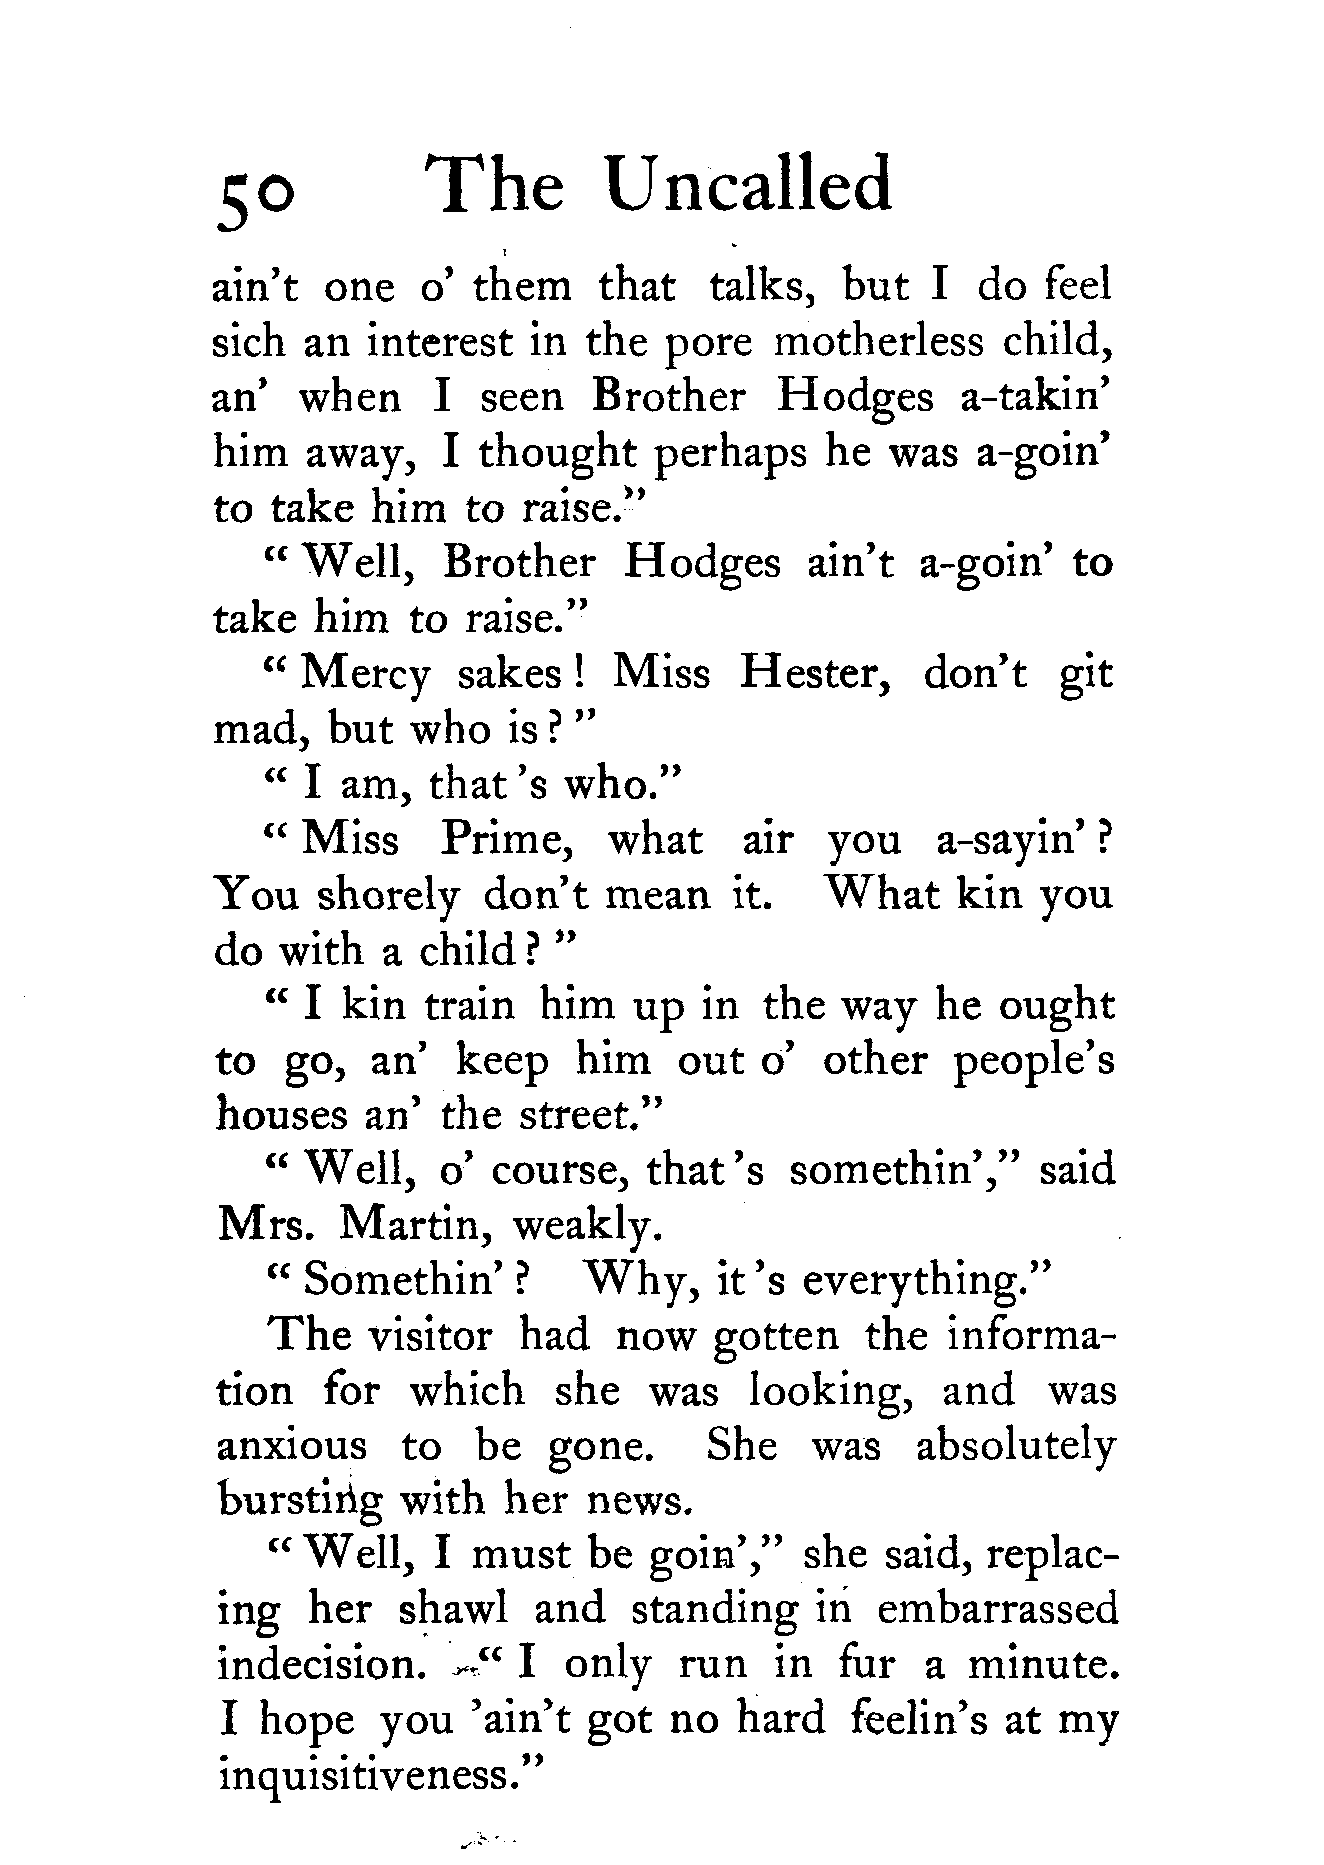 50 The Uncalled
ain't one o' them that talks, but I do feel
sich an interest in the pore motherless child,
an' when I seen Brother Hodges a-takin'
him away, I thought perhaps he was a-goin'
to take him to raise."
" Well, Brother Hodges ain't a-goin' to
take him to raise."
" Mercy sakes ! Miss Hester, don't git
mad, but who is ? "
" I am, that 's who."
" Miss Prime, what air you a-sayin' ?
You shorely don't mean it. What kin you
do with a child ? "
" I kin train him up in the way he ought
to go, an' keep him out o' other people's
houses an' the street."
" Well, o' course, that 's somethin'," said
Mrs. Martin, weakly.
" Somethin' ? Why, it 's everything."
The visitor had now gotten the informa-
tion for which she was looking, and was
anxious to be gone. She was absolutely
bursting with her news.
" Well, I must be goin'," she said, replac-
ing her shawl and standing in embarrassed
indecision. " I only run in fur a minute.
I hope you 'ain't got no hard feelin's at my
inquisitiveness."